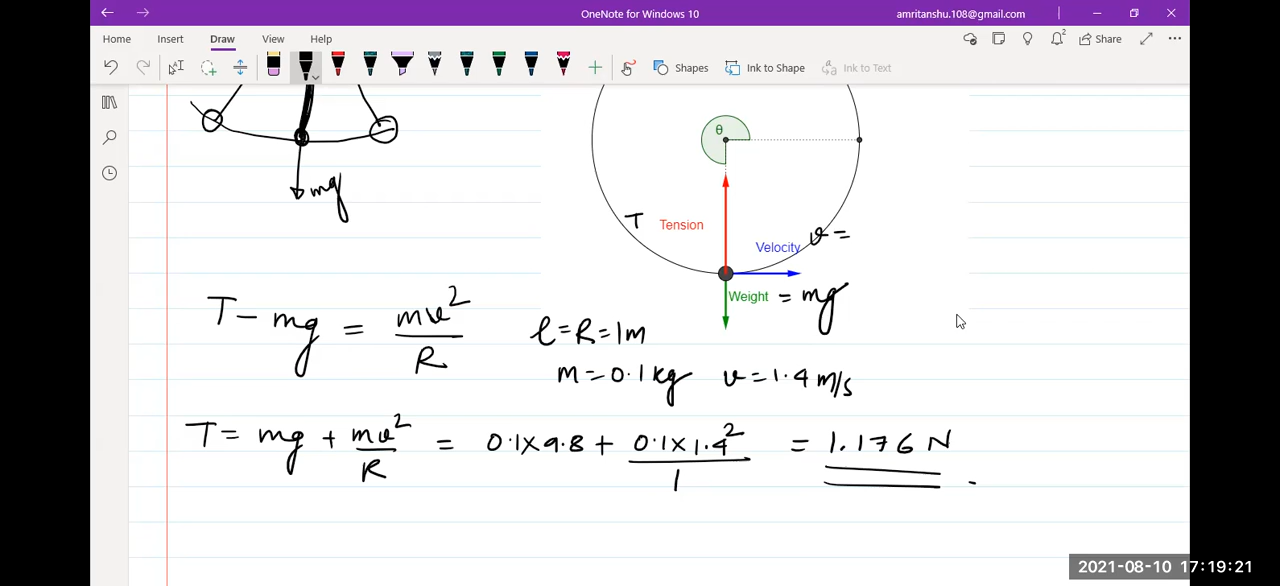 OneNote for Windows 10
amritanshu.108@gmail.com
Home Insert Draw View Help
Share
Shapes Ink to Shape Ink to Text
mg
θ
T Tension
Velocity v =
Weight = mg
T - mg = mv²/R
l = R = 1m
m = 0.1 kg v = 1.4 m/s
T = mg + mv²/R = 0.1×9.8 + 0.1×1.4²/1 = 1.176 N .
2021-08-10 17:19:21